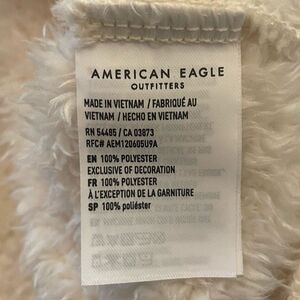 AMERICAN EAGLE
OUTFITTERS
MADE IN VIETNAM / FABRIQUÉ AU
VIETNAM / HECHO EN VIETNAM
RN 54485 / CA 03873
RFC# AEM120605U9A
EN 100% POLYESTER
EXCLUSIVE OF DECORATION
FR 100% POLYESTER
À L'EXCEPTION DE LA GARNITURE
SP 100% poliéster